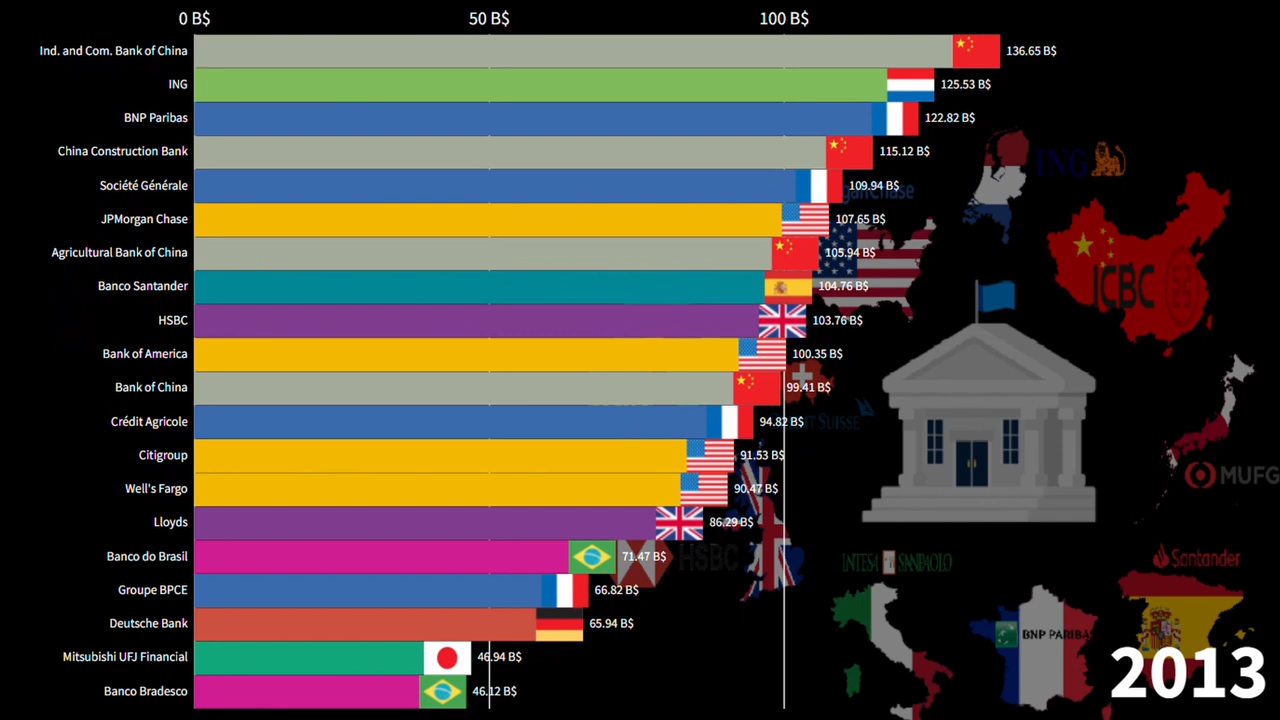 0 B$ 50 B$ 100 B$
Ind. and Com. Bank of China 136.65 B$
ING 125.53 B$
BNP Paribas 122.82 B$
China Construction Bank 115.12 B$
ING
Société Générale 109.94 B$
JPMorgan Chase 107.65 B$
Agricultural Bank of China 105.94 B$
Banco Santander 104.76 B$
ICBC
HSBC 103.76 B$
Bank of America 100.35 B$
Bank of China 99.41 B$
Crédit Agricole 94.82 B$
Citigroup 91.53 B$
Well's Fargo 90.47 B$
MUFG
Lloyds 86.29 B$
Banco do Brasil 71.47 B$
HSBC
INTESA SANPAOLO
Santander
Groupe BPCE 66.82 B$
Deutsche Bank 65.94 B$
BNP PARIBAS
Mitsubishi UFJ Financial 46.94 B$
Banco Bradesco 46.12 B$
2013